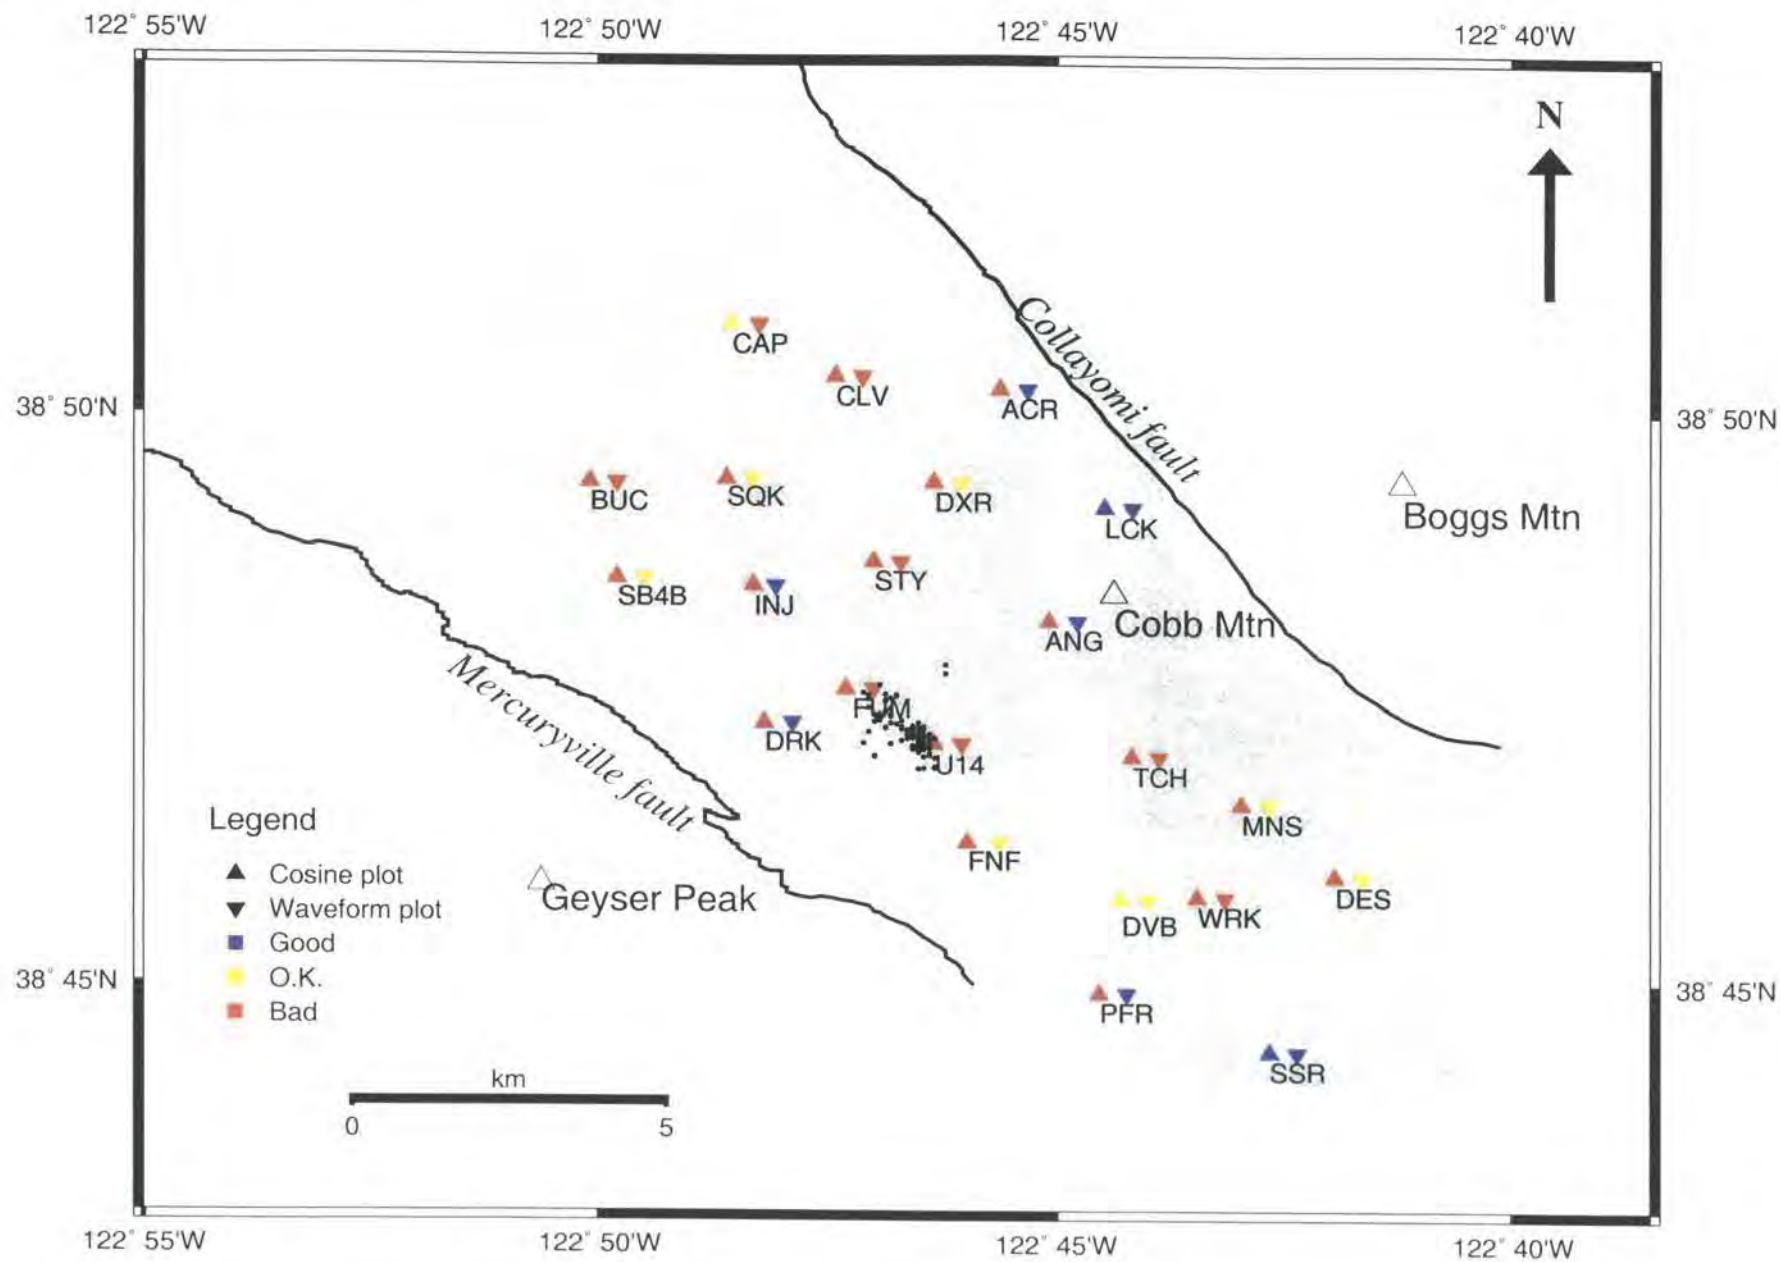 122° 55'W
122° 50'W
122° 45'W
122° 40'W
N
Collayomi fault
CAP
CLV
ACR
38° 50'N
38° 50'N
BUC
SQK
DXR
LCK
Boggs Mtn
SB4B
INJ
STY
ANG
Cobb Mtn
Mercuryville fault
FUM
DRK
U14
TCH
MNS
FNF
DES
DVB
WRK
Geyser Peak
Legend
Cosine plot
Waveform plot
Good
O.K.
Bad
38° 45'N
38° 45'N
PFR
SSR
km
0 5
122° 55'W
122° 50'W
122° 45'W
122° 40'W